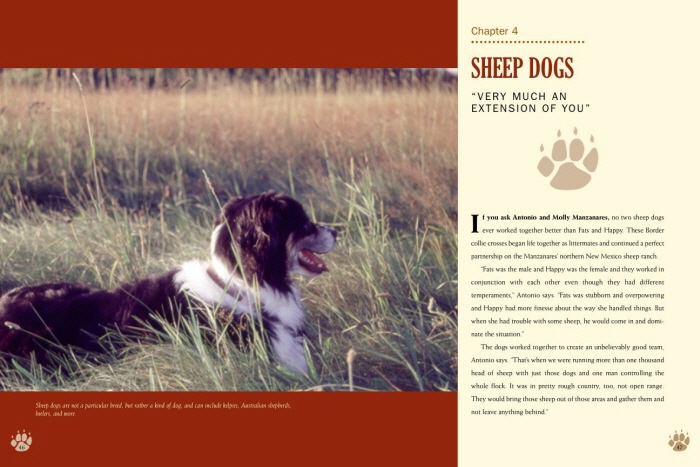 Sheep dogs are not a particular breed, but rather a kind of dog, and can include kelpies, Australian shepherds,
heelers, and more.
46
Chapter 4
SHEEP DOGS
“VERY MUCH AN
EXTENSION OF YOU”
If you ask Antonio and Molly Manzanares, no two sheep dogs
ever worked together better than Fats and Happy. These Border
collie crosses began life together as littermates and continued a perfect
partnership on the Manzanares’ northern New Mexico sheep ranch.
“Fats was the male and Happy was the female and they worked in
conjunction with each other even though they had different
temperaments,” Antonio says. “Fats was stubborn and overpowering
and Happy had more finesse about the way she handled things. But
when she had trouble with some sheep, he would come in and domi-
nate the situation.”
The dogs worked together to create an unbelievably good team,
Antonio says. “That’s when we were running more than one thousand
head of sheep with just those dogs and one man controlling the
whole flock. It was in pretty rough country, too, not open range.
They would bring those sheep out of those areas and gather them and
not leave anything behind.”
47